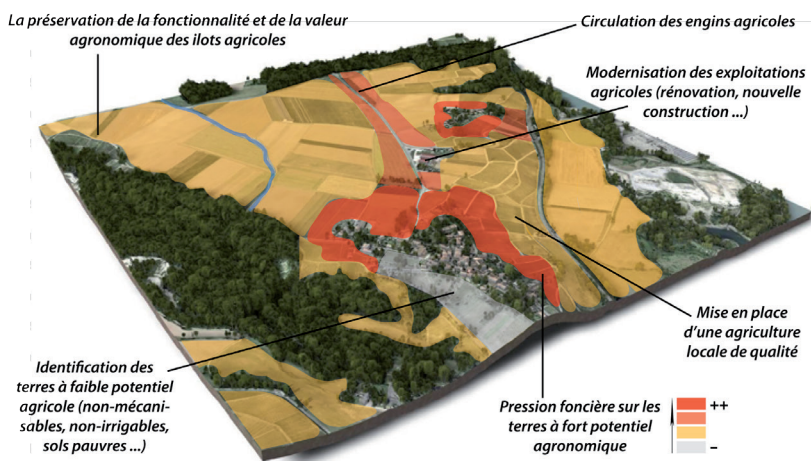 La préservation de la fonctionnalité et de la valeur
agronomique des ilots agricoles
Circulation des engins agricoles
Modernisation des exploitations
agricoles (rénovation, nouvelle
construction ...)
Mise en place
d'une agriculture
locale de qualité
Identification des
terres à faible potentiel
agricole (non-mécani-
sables, non-irrigables,
sols pauvres ...)
Pression foncière sur les
terres à fort potentiel
agronomique
++
–